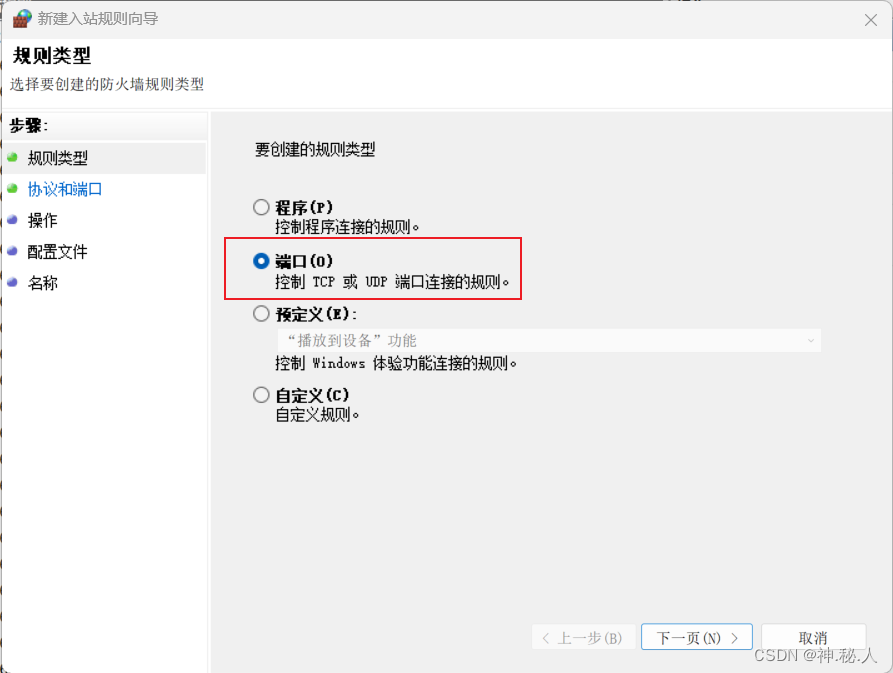 新建入站规则向导
规则类型
选择要创建的防火墙规则类型
步骤:
规则类型
协议和端口
操作
配置文件
名称
要创建的规则类型
程序(P)
控制程序连接的规则。
端口(O)
控制 TCP 或 UDP 端口连接的规则。
预定义(E):
“播放到设备”功能
控制 Windows 体验功能连接的规则。
自定义(C)
自定义规则。
< 上一步(B)
下一页(N) >
取消
CSDN @神.秘.人